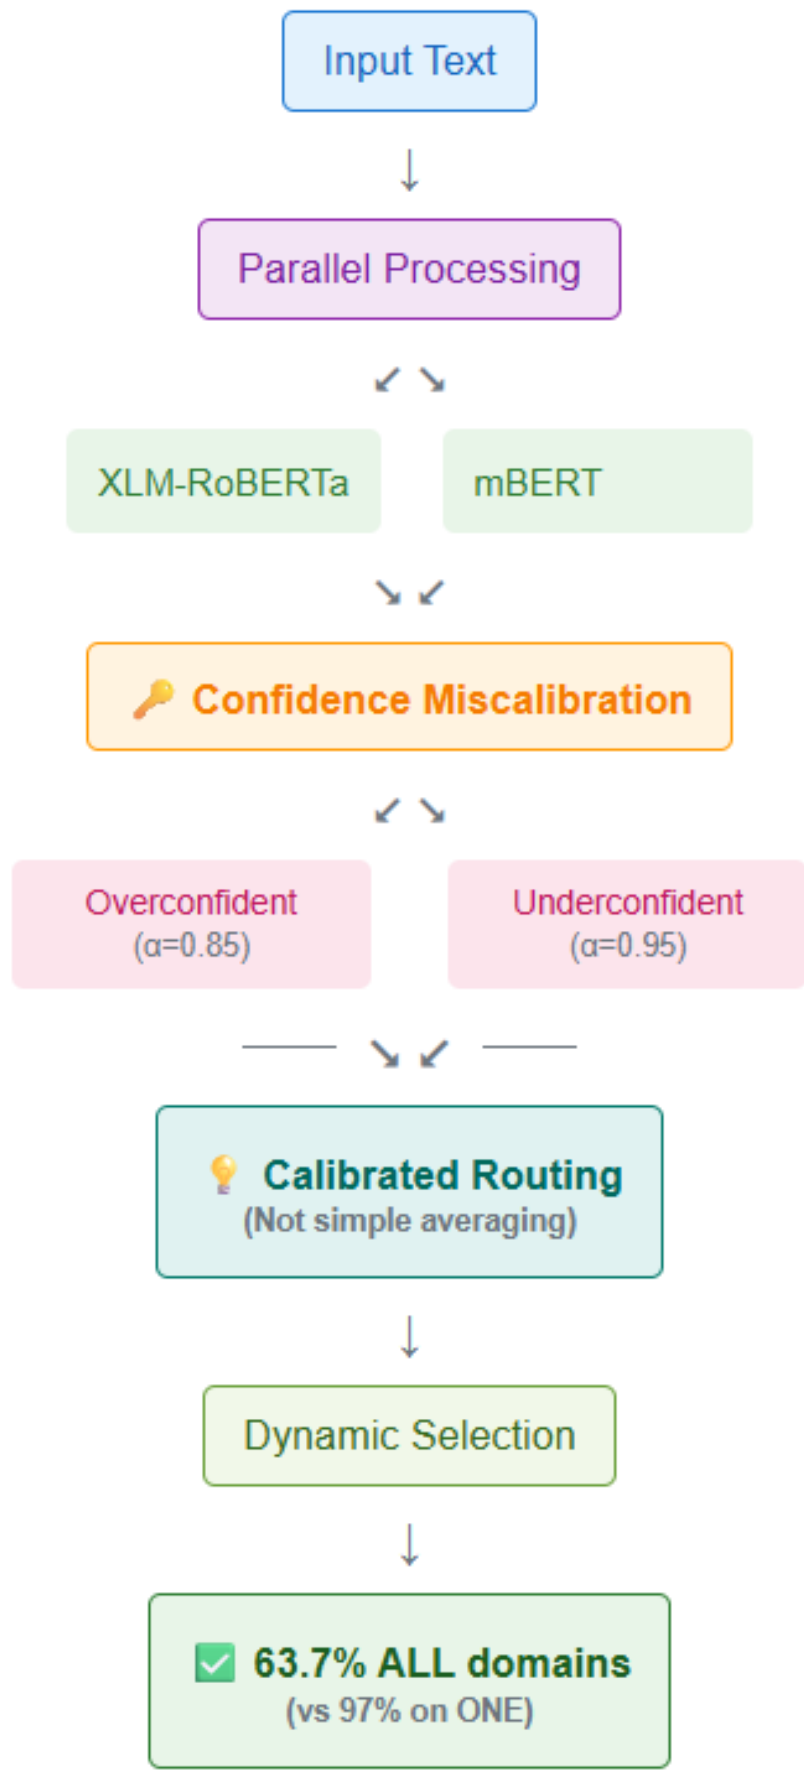 Input Text
↓
Parallel Processing
↙ ↘
XLM-RoBERTa
mBERT
↘ ↙
🔑 Confidence Miscalibration
↙ ↘
Overconfident
(α=0.85)
Underconfident
(α=0.95)
↘ ↙
💡 Calibrated Routing
(Not simple averaging)
↓
Dynamic Selection
↓
✅ 63.7% ALL domains
(vs 97% on ONE)